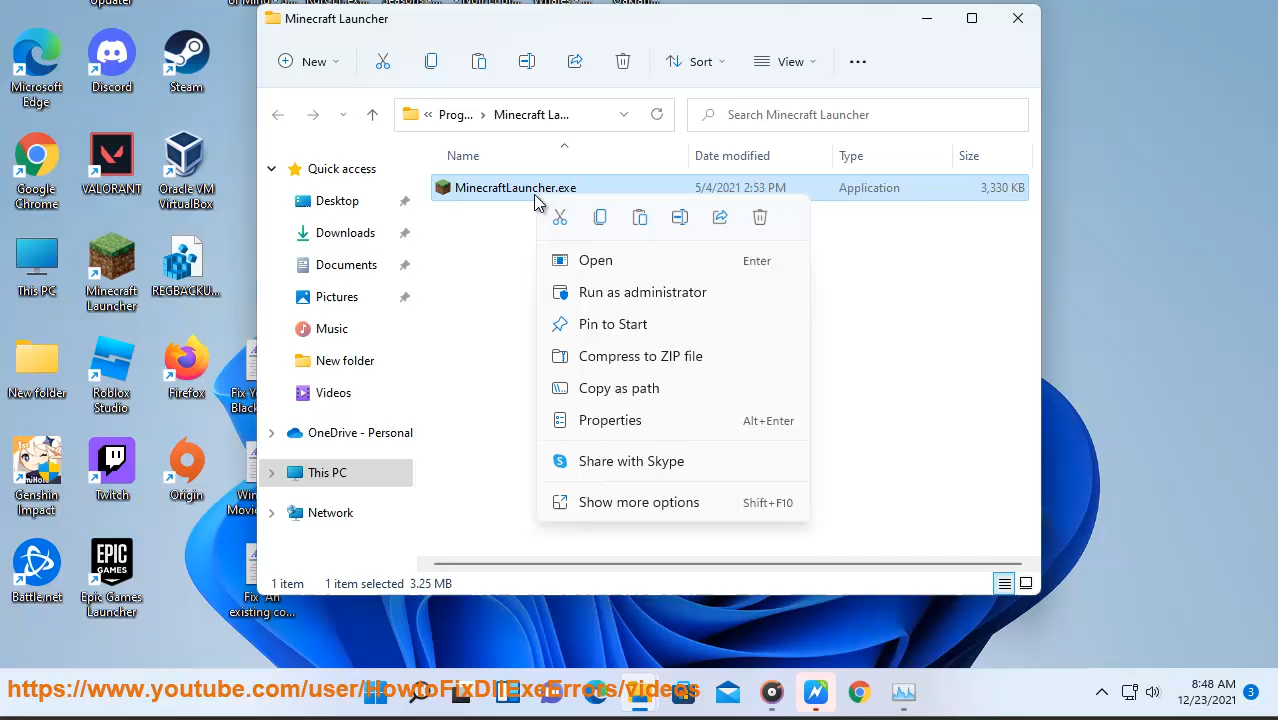 Updater
Minecraft Launcher
New
Sort
View
Prog... Minecraft La...
Search Minecraft Launcher
Name Date modified Type Size
MinecraftLauncher.exe 5/4/2021 2:53 PM Application 3,330 KB
Quick access
Desktop
Downloads
Documents
Pictures
Music
New folder
Videos
OneDrive - Personal
This PC
Network
Open Enter
Run as administrator
Pin to Start
Compress to ZIP file
Copy as path
Properties Alt+Enter
Share with Skype
Show more options Shift+F10
1 item 1 item selected 3.25 MB
Microsoft
Edge
Discord
Steam
Google
Chrome
VALORANT
Oracle VM
VirtualBox
This PC
Minecraft
Launcher
REGBACKU...
New folder
Roblox
Studio
Firefox
Genshin
Impact
Twitch
Origin
Battle.net
EPIC
GAMES
Epic Games
Launcher
existing co...
https://www.youtube.com/user/HowtoFixDllExeErrors/videos
8:48 AM
12/23/2021
3